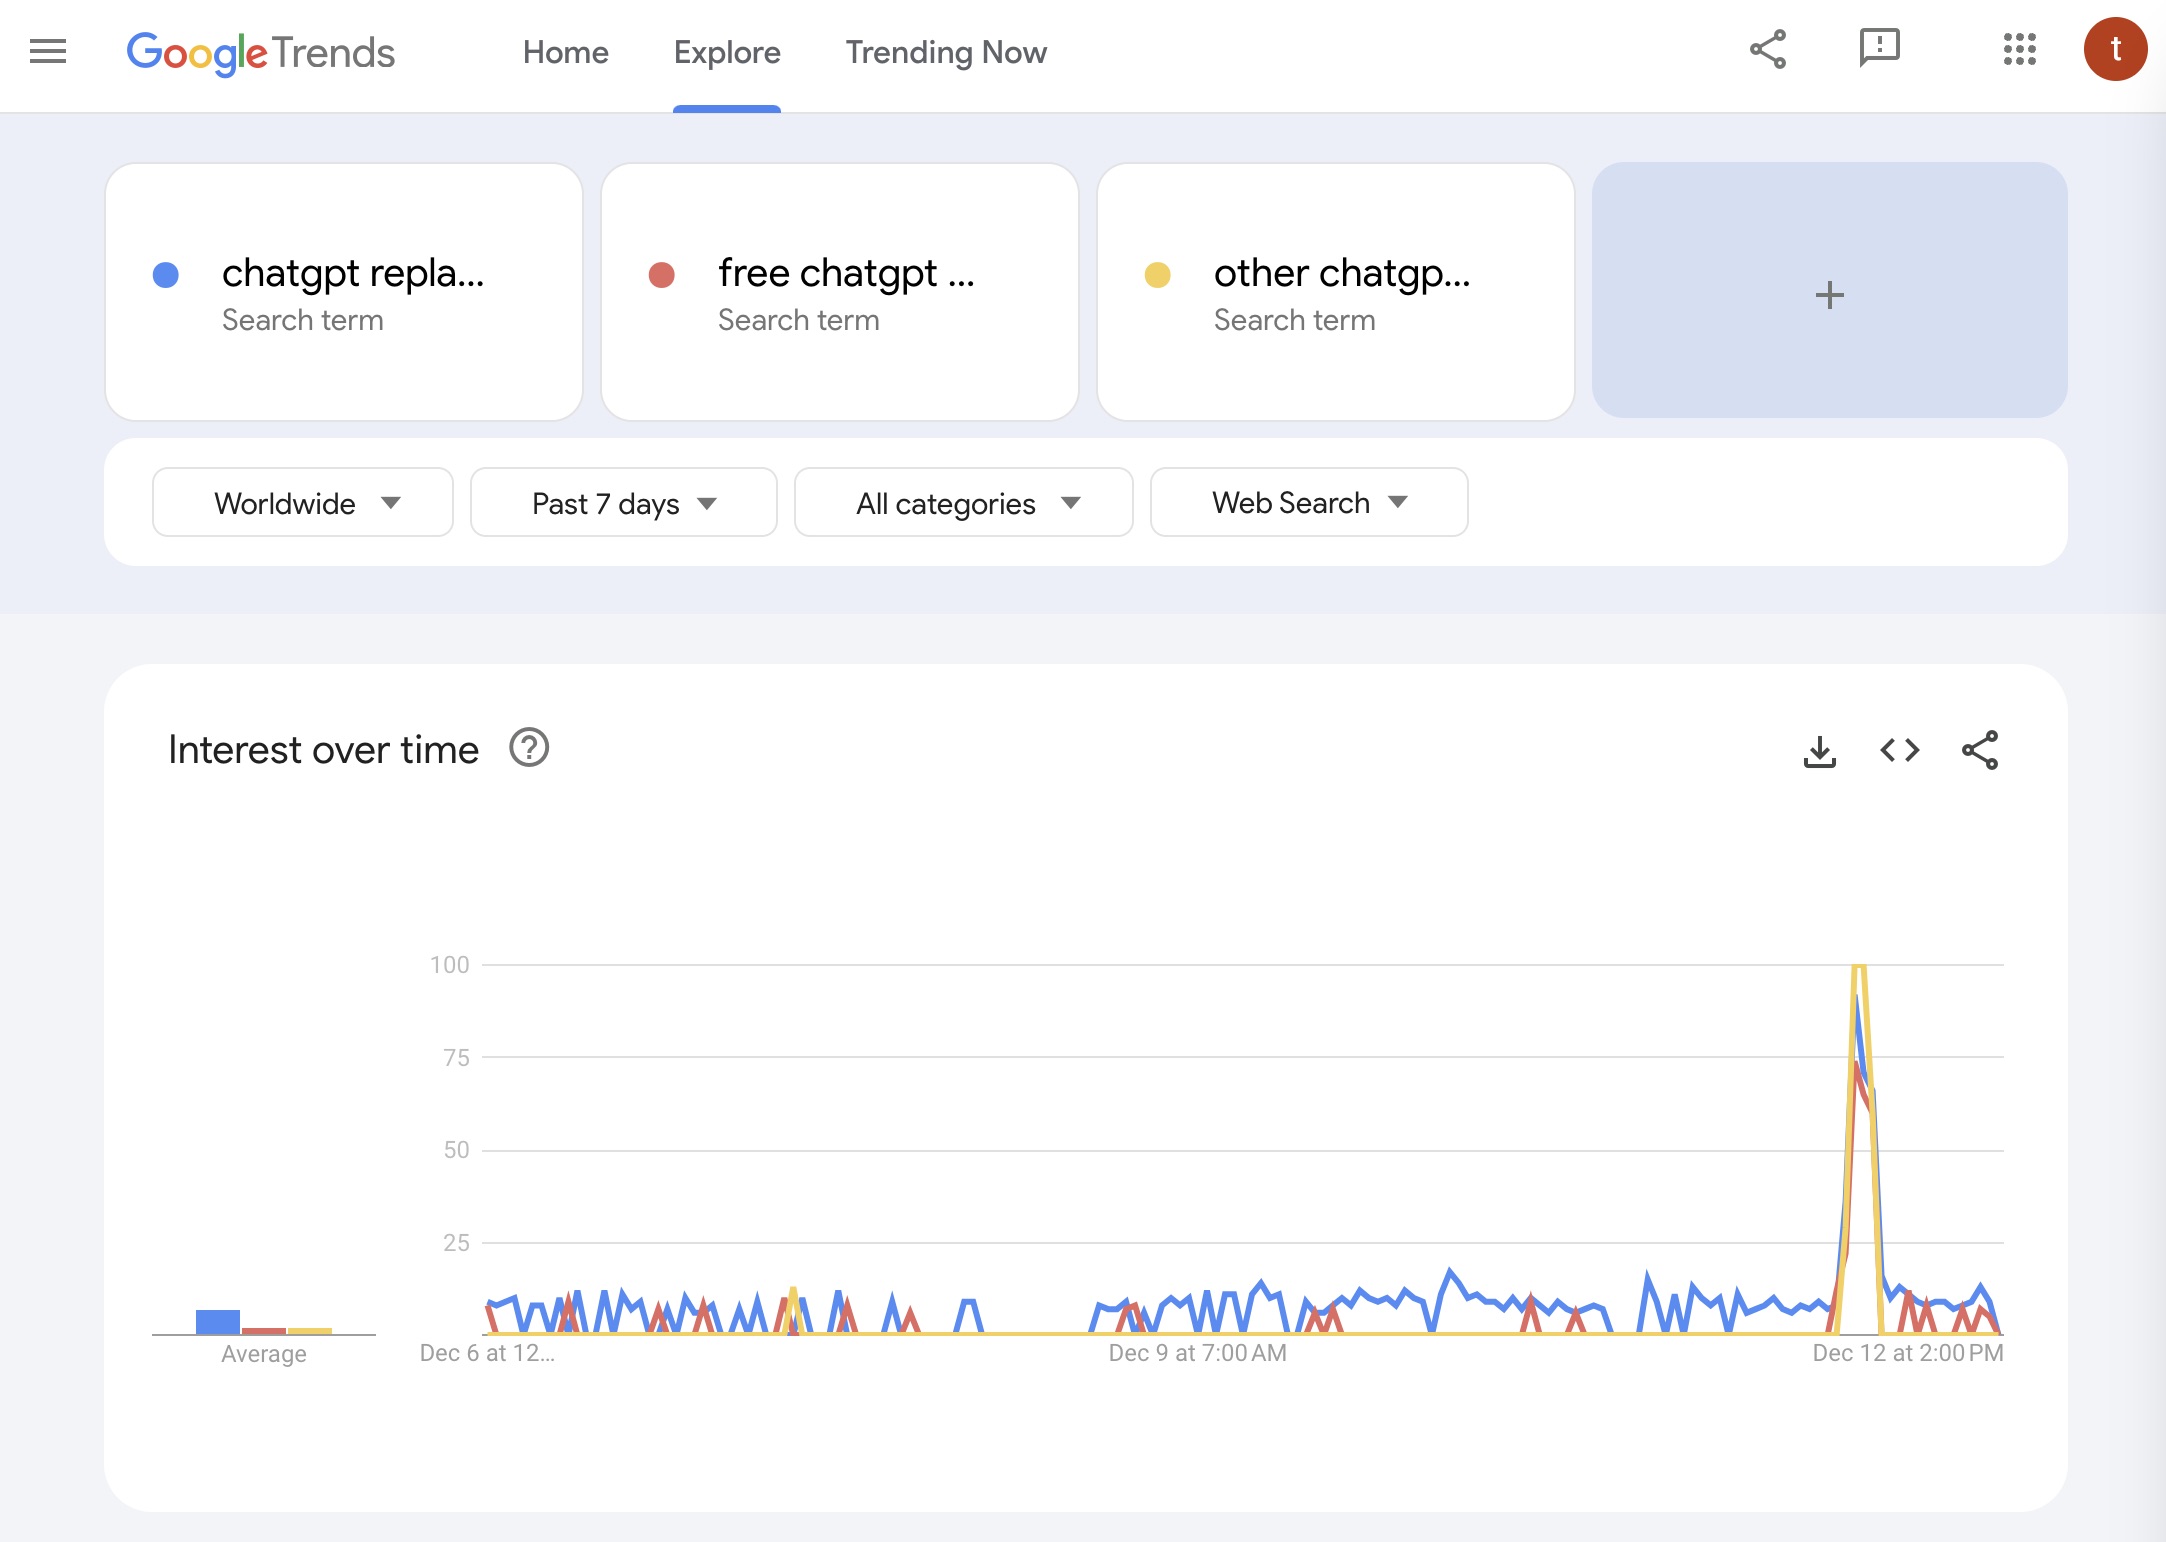 Google Trends
Home
Explore
Trending Now
t
chatgpt repla...
Search term
free chatgpt ...
Search term
other chatgp...
Search term
+
Worldwide
Past 7 days
All categories
Web Search
Interest over time
100
75
50
25
Average
Dec 6 at 12...
Dec 9 at 7:00 AM
Dec 12 at 2:00 PM